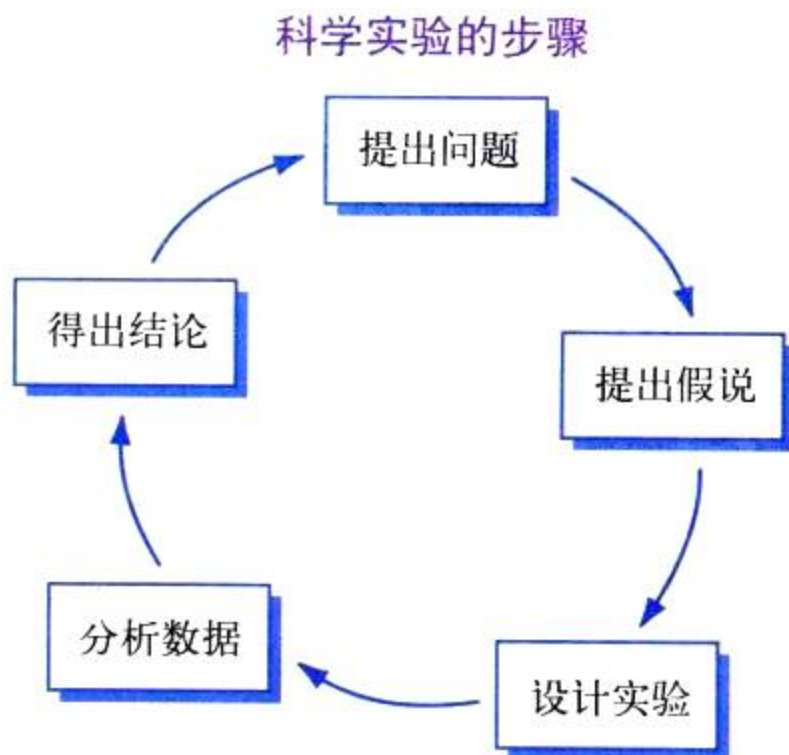 科学实验的步骤
提出问题
提出假说
设计实验
分析数据
得出结论